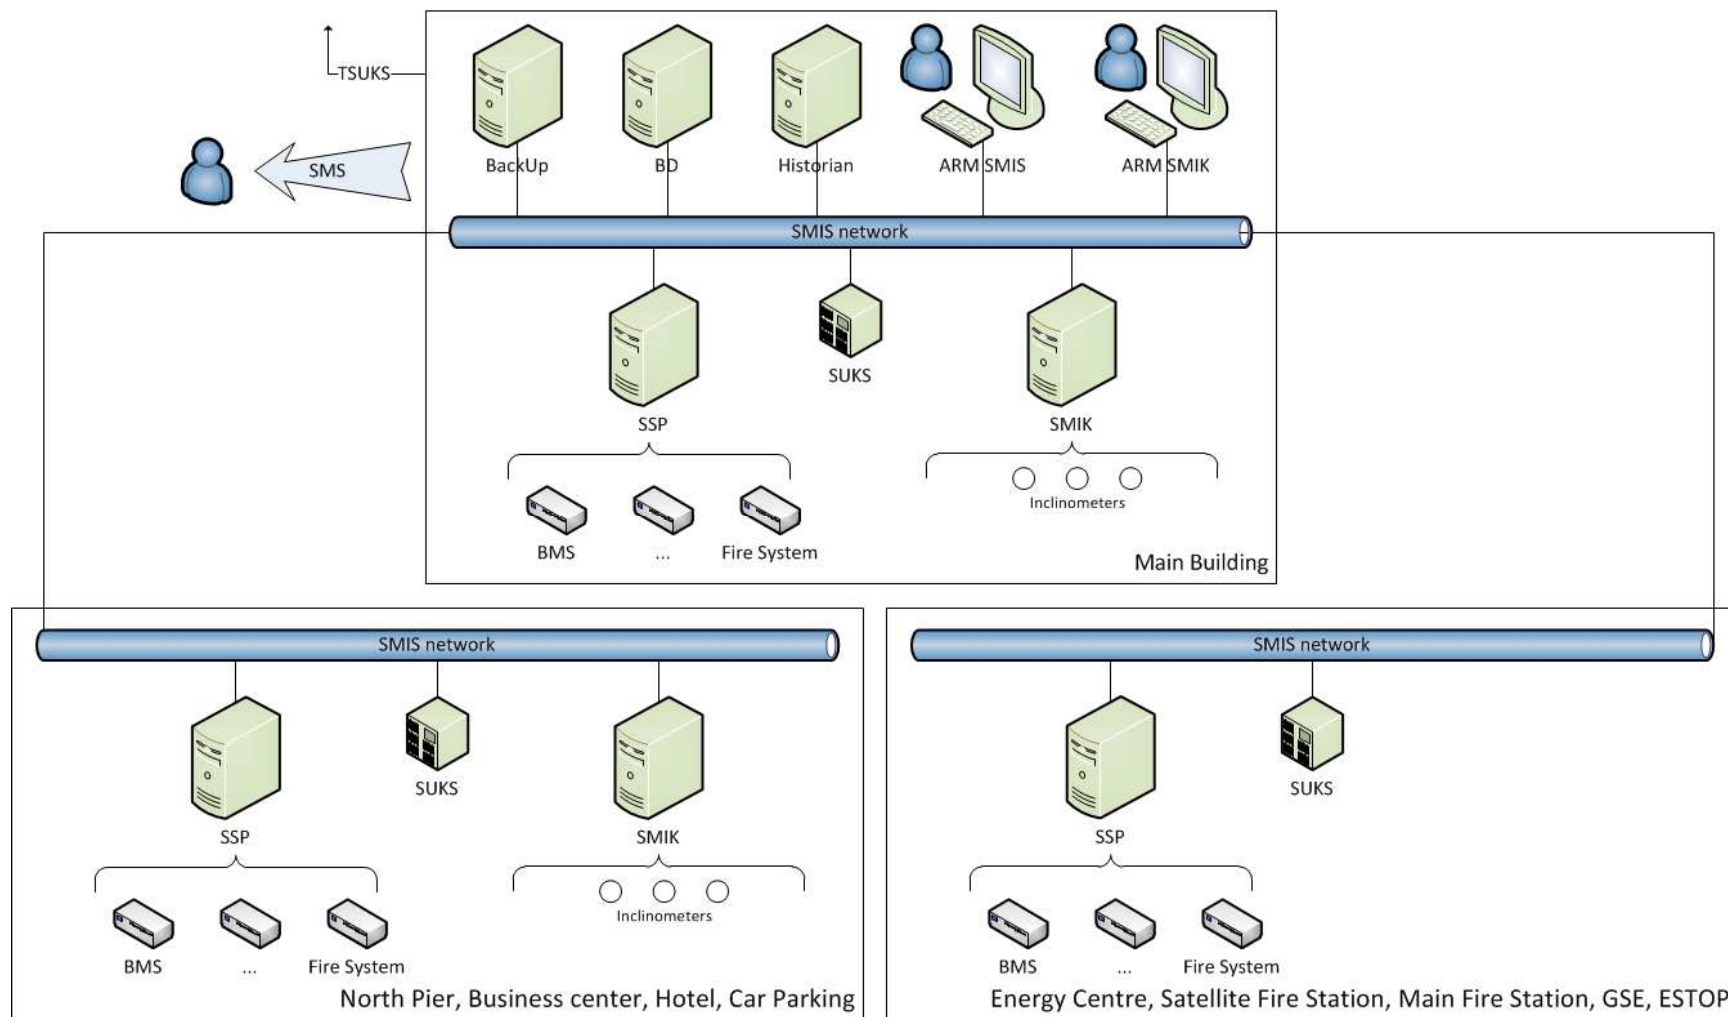 TSUKS
SMS
BackUp
BD
Historian
ARM SMIS
ARM SMIK
SMIS network
SSP
SUKS
SMIK
Inclinometers
BMS
...
Fire System
Main Building
SMIS network
SSP
SUKS
SMIK
Inclinometers
BMS
...
Fire System
North Pier, Business center, Hotel, Car Parking
SMIS network
SSP
SUKS
BMS
...
Fire System
Energy Centre, Satellite Fire Station, Main Fire Station, GSE, ESTOP